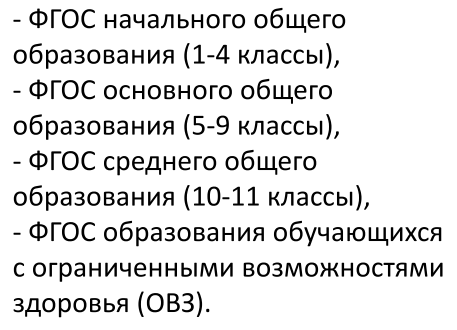 - ФГОС начального общего
образования (1-4 классы),
- ФГОС основного общего
образования (5-9 классы),
- ФГОС среднего общего
образования (10-11 классы),
- ФГОС образования обучающихся
с ограниченными возможностями
здоровья (ОВЗ).